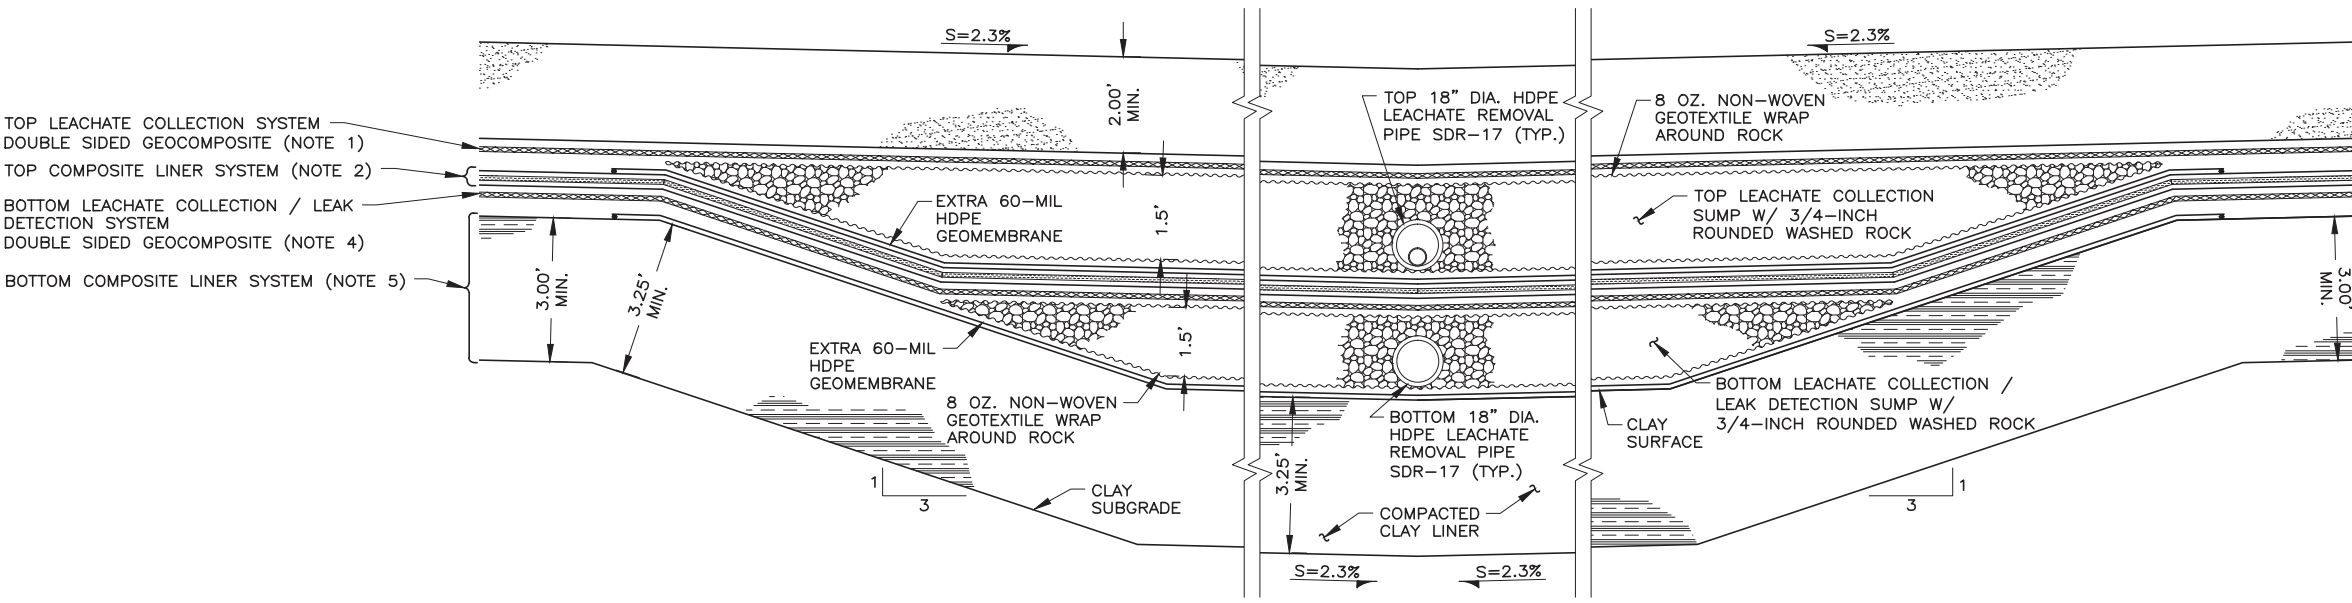 S=2.3%
S=2.3%
2.00'
MIN.
TOP LEACHATE COLLECTION SYSTEM
DOUBLE SIDED GEOCOMPOSITE (NOTE 1)
TOP COMPOSITE LINER SYSTEM (NOTE 2)
BOTTOM LEACHATE COLLECTION / LEAK
DETECTION SYSTEM
DOUBLE SIDED GEOCOMPOSITE (NOTE 4)
BOTTOM COMPOSITE LINER SYSTEM (NOTE 5)
3.00'
MIN.
3.25'
MIN.
EXTRA 60-MIL
HDPE
GEOMEMBRANE
1.5'
EXTRA 60-MIL
HDPE
GEOMEMBRANE
1.5'
8 OZ. NON-WOVEN
GEOTEXTILE WRAP
AROUND ROCK
1
3
CLAY
SUBGRADE
TOP 18" DIA. HDPE
LEACHATE REMOVAL
PIPE SDR-17 (TYP.)
BOTTOM 18" DIA.
HDPE LEACHATE
REMOVAL PIPE
SDR-17 (TYP.)
3.25'
MIN.
COMPACTED
CLAY LINER
S=2.3%
S=2.3%
8 OZ. NON-WOVEN
GEOTEXTILE WRAP
AROUND ROCK
TOP LEACHATE COLLECTION
SUMP W/ 3/4-INCH
ROUNDED WASHED ROCK
BOTTOM LEACHATE COLLECTION /
LEAK DETECTION SUMP W/
3/4-INCH ROUNDED WASHED ROCK
CLAY
SURFACE
1
3
3.00'
MIN.